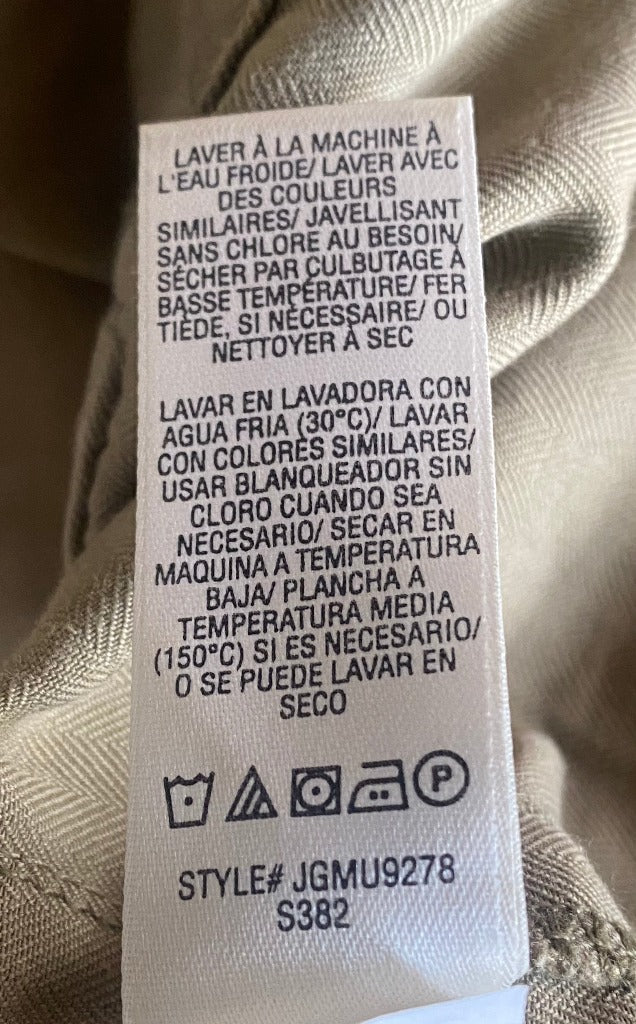 LAVER À LA MACHINE À
L'EAU FROIDE/ LAVER AVEC
DES COULEURS
SIMILAIRES/ JAVELLISANT
SANS CHLORE AU BESOIN/
SÉCHER PAR CULBUTAGE À
BASSE TEMPÉRATURE/ FER
TIÈDE, SI NÉCESSAIRE/ OU
NETTOYER À SEC
LAVAR EN LAVADORA CON
AGUA FRIA (30°C)/ LAVAR
CON COLORES SIMILARES/
USAR BLANQUEADOR SIN
CLORO CUANDO SEA
NECESARIO/ SECAR EN
MAQUINA A TEMPERATURA
BAJA/ PLANCHA A
TEMPERATURA MEDIA
(150°C) SI ES NECESARIO/
O SE PUEDE LAVAR EN
SECO
P
STYLE# JGMU9278
S382